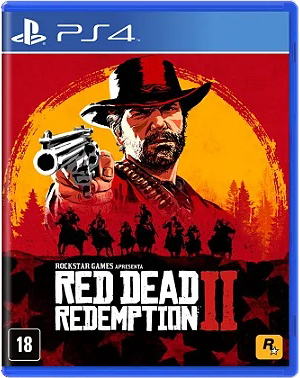 PS4
ROCKSTAR GAMES APRESENTA
RED DEAD
REDEMPTION II
18
R★